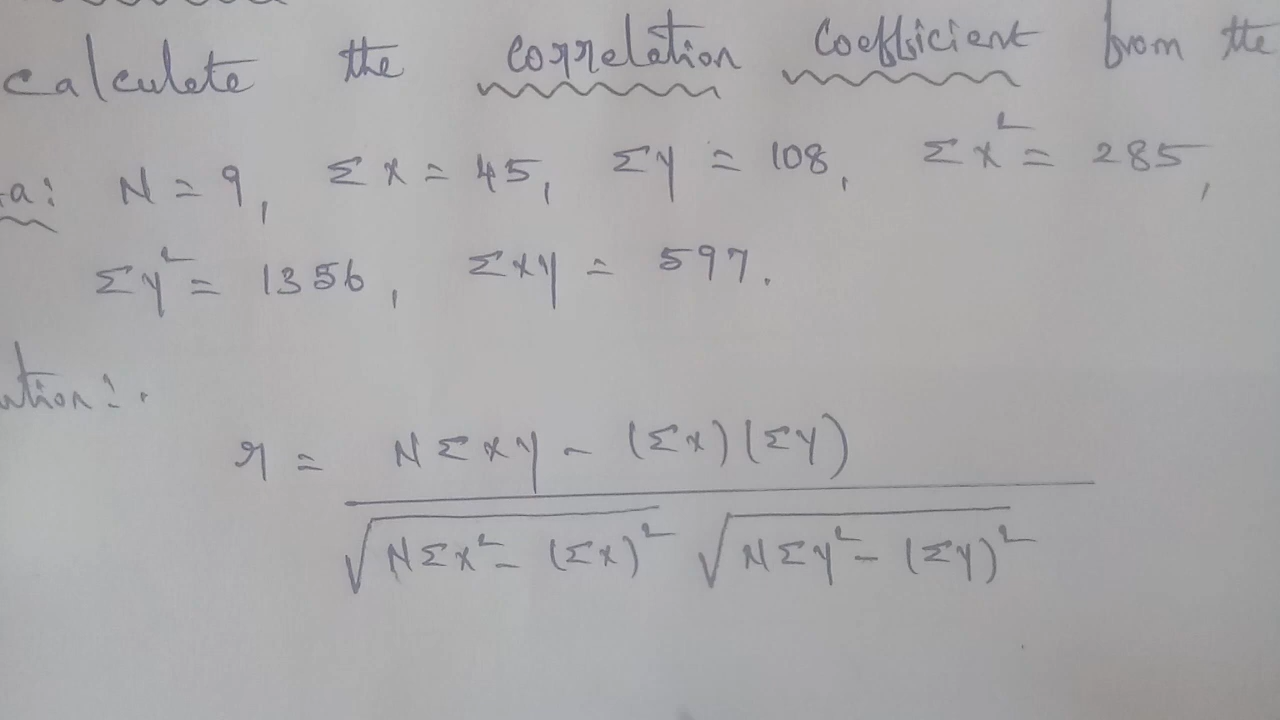 calculate the correlation coefficient from the
N = 9, Σx = 45, Σy = 108, Σx² = 285,
Σy² = 1356, Σxy = 597.
r = NΣxy - (Σx)(Σy)
√NΣx² - (Σx)² √NΣy² - (Σy)²